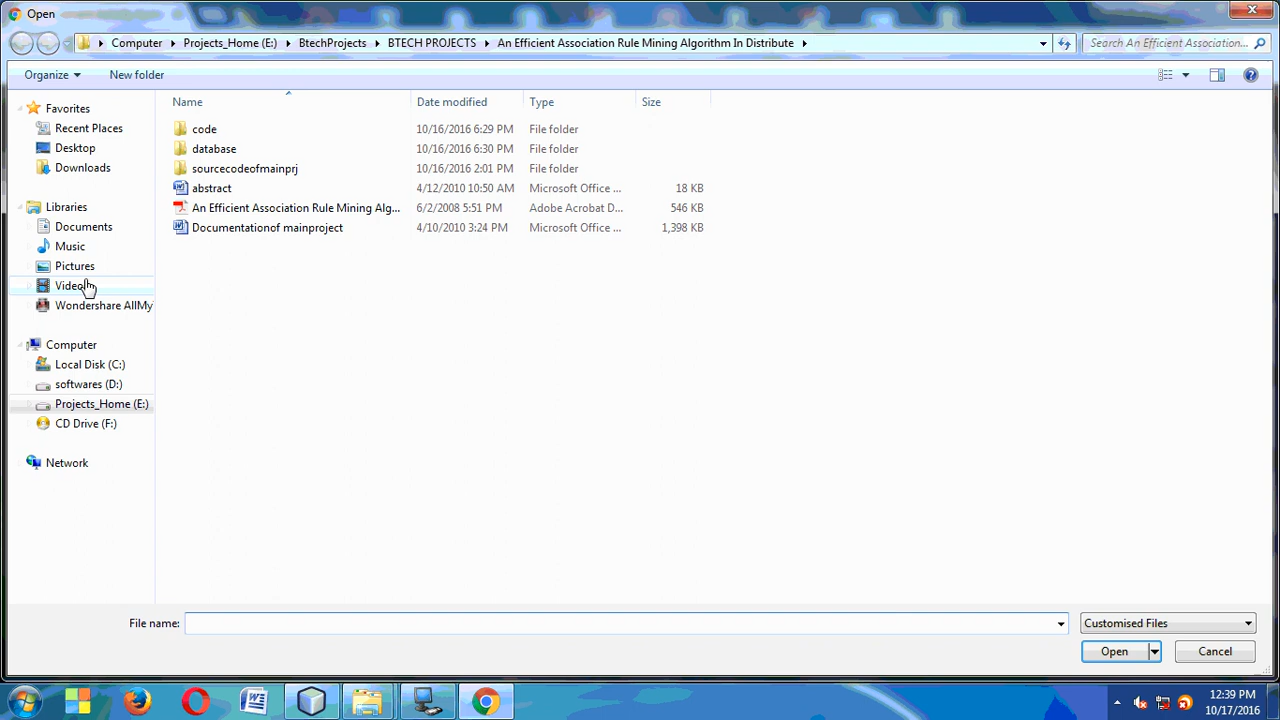 Open
Computer Projects_Home (E:) BtechProjects BTECH PROJECTS An Efficient Association Rule Mining Algorithm In Distribute Search An Efficient Association...
Organize New folder
Name Date modified Type Size
Favorites
Recent Places
Desktop
Downloads
Libraries
Documents
Music
Pictures
Wondershare AllMy
Computer
Local Disk (C:)
softwares (D:)
Projects_Home (E:)
CD Drive (F:)
Network
code 10/16/2016 6:29 PM File folder
database 10/16/2016 6:30 PM File folder
sourcecodeofmainprj 10/16/2016 2:01 PM File folder
abstract 4/12/2010 10:50 AM Microsoft Office ... 18 KB
An Efficient Association Rule Mining Alg... 6/2/2008 5:51 PM Adobe Acrobat D... 546 KB
Documentationof mainproject 4/10/2010 3:24 PM Microsoft Office ... 1,398 KB
File name: Customised Files
Open Cancel
12:39 PM
10/17/2016